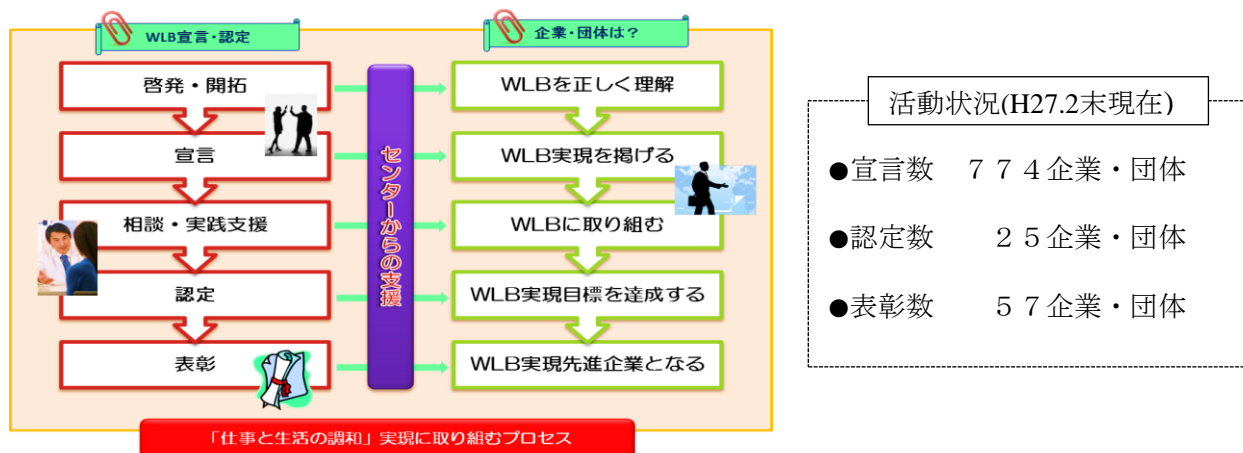 WLB宣言・認定
企業・団体は？
啓発・開拓
宣言
相談・実践支援
認定
表彰
センターからの支援
WLBを正しく理解
WLB実現を掲げる
WLBに取り組む
WLB実現目標を達成する
WLB実現先進企業となる
「仕事と生活の調和」実現に取り組むプロセス
活動状況(H27.2末現在)
●宣言数　７７４企業・団体
●認定数　　２５企業・団体
●表彰数　　５７企業・団体